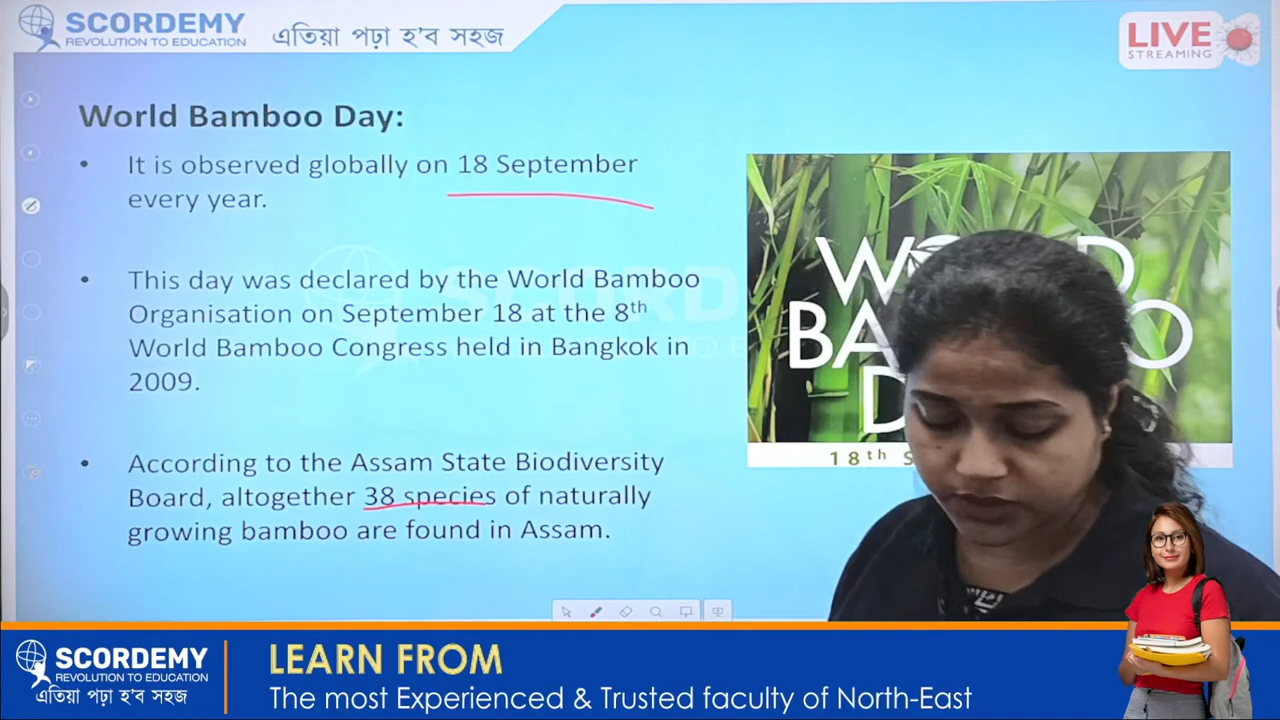 SCORDEMY
REVOLUTION TO EDUCATION
এতিয়া পঢ়া হ'ব সহজ
LIVE
STREAMING
World Bamboo Day:
• It is observed globally on 18 September
every year.
• This day was declared by the World Bamboo
Organisation on September 18 at the 8th
World Bamboo Congress held in Bangkok in
2009.
• According to the Assam State Biodiversity
Board, altogether 38 species of naturally
growing bamboo are found in Assam.
18th
SCORDEMY
REVOLUTION TO EDUCATION
এতিয়া পঢ়া হ'ব সহজ
LEARN FROM
The most Experienced & Trusted faculty of North-East